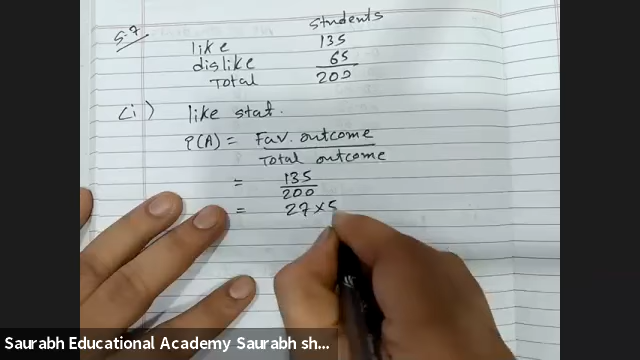 5.7
Students
like 135
dislike 65
Total 200
(i) like stat.
P(A) = Fav. outcome
Total outcome
= 135
200
= 27 × 5
Saurabh Educational Academy Saurabh sh...